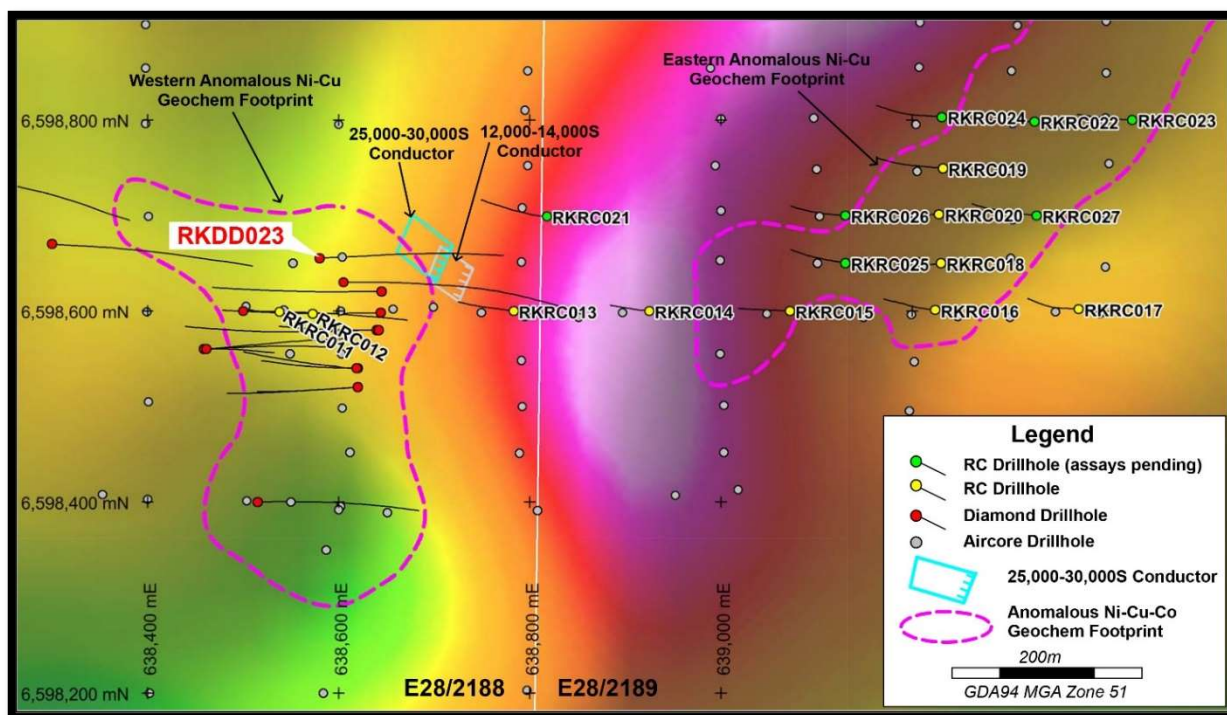 Western Anomalous Ni-Cu
Geochem Footprint
25,000-30,000S
Conductor
12,000-14,000S
Conductor
Eastern Anomalous Ni-Cu
Geochem Footprint
6,598,800 mN
RKRC024
RKRC022
RKRC023
RKRC019
RKRC021
RKRC026
RKRC020
RKRC027
RKDD023
RKRC025
RKRC018
6,598,600 mN
RKRC013
RKRC014
RKRC015
RKRC016
RKRC017
RKRC012
RKRC011
6,598,400 mN
638,400 mE
638,600 mE
638,800 mE
639,000 mE
6,598,200 mN
E28/2188
E28/2189
Legend
RC Drillhole (assays pending)
RC Drillhole
Diamond Drillhole
Aircore Drillhole
25,000-30,000S Conductor
Anomalous Ni-Cu-Co
Geochem Footprint
200m
GDA94 MGA Zone 51